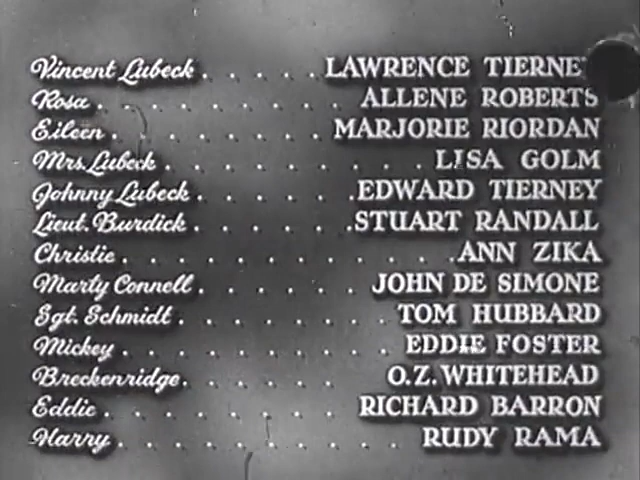 Vincent Lubeck . . . . . LAWRENCE TIERNEY
Rosa . . . . . . . . . . ALLENE ROBERTS
Eileen . . . . . . . . . MARJORIE RIORDAN
Mrs. Lubeck . . . . . . . . . . LISA GOLM
Johnny Lubeck . . . . . . . EDWARD TIERNEY
Lieut. Burdick . . . . . . . STUART RANDALL
Christie . . . . . . . . . . . . . ANN ZIKA
Marty Connell . . . . . . . JOHN DE SIMONE
Sgt. Schmidt . . . . . . . . TOM HUBBARD
Mickey . . . . . . . . . . . EDDIE FOSTER
Breckenridge . . . . . . . O.Z. WHITEHEAD
Eddie . . . . . . . . . . RICHARD BARRON
Harry . . . . . . . . . . . . RUDY RAMA